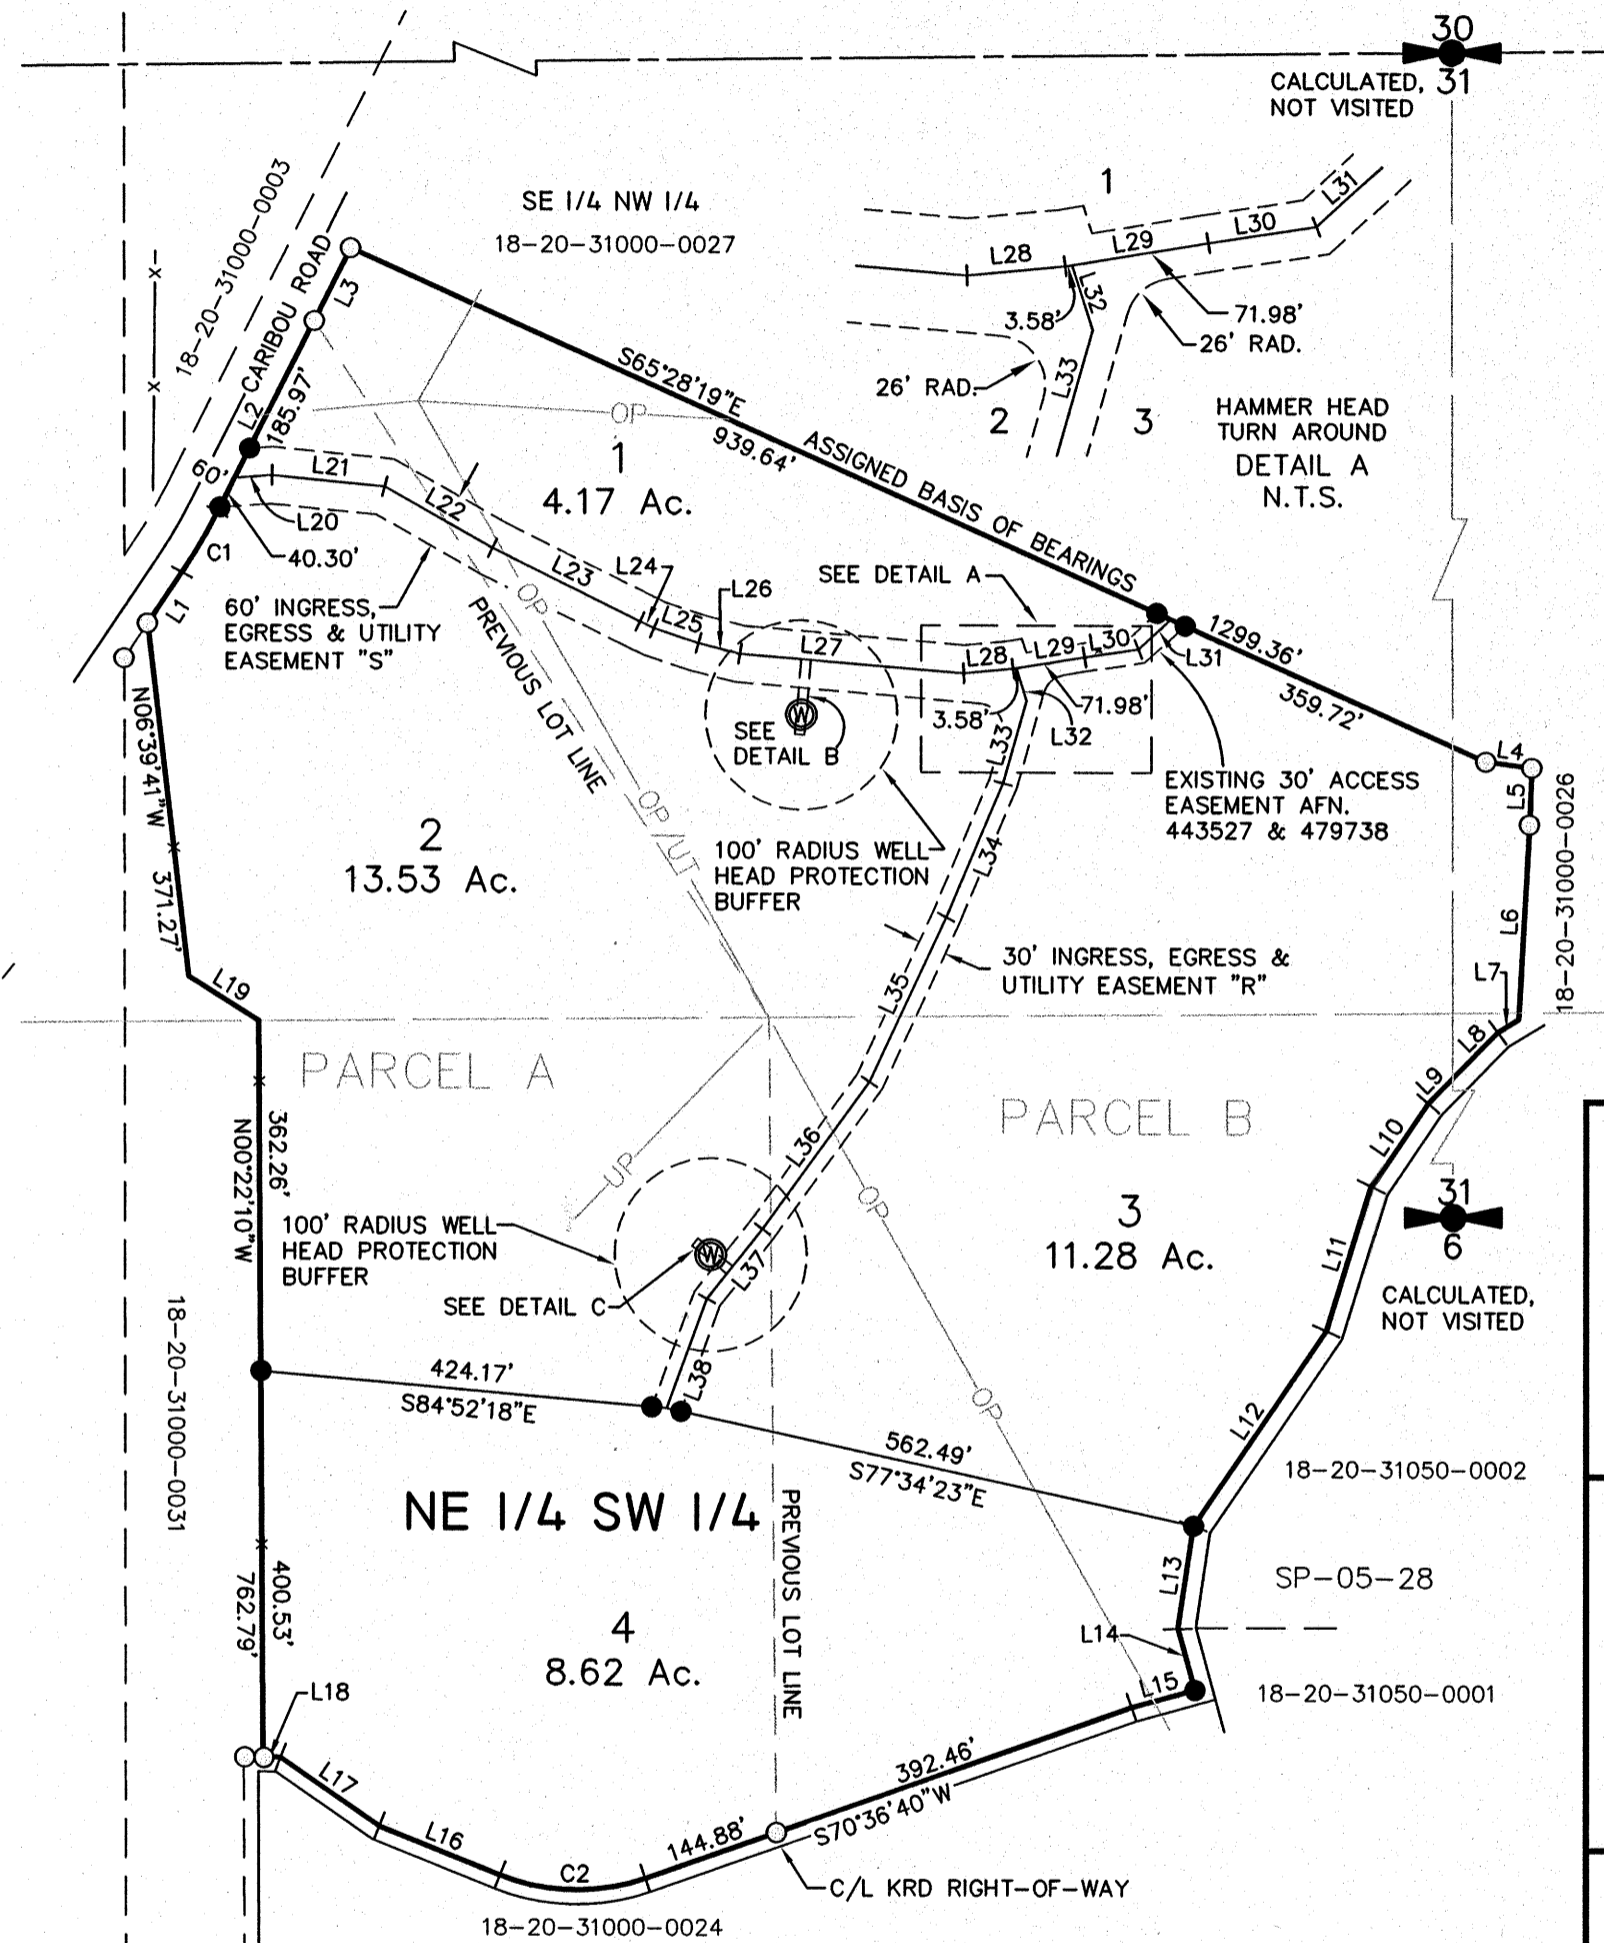 30
CALCULATED, 31
NOT VISITED
SE 1/4 NW 1/4
18-20-31000-0027
18-20-31000-0003
CARIBOU ROAD
L3
L2
185.97'
60'
L21
L20
40.30'
C1
L1
L22
L23
L24
L25
L26
L27
L28
L29
L30
L31
S65°28'19"E
939.64'
ASSIGNED BASIS OF BEARINGS
1299.36'
359.72'
OP
1
4.17 Ac.
1
L28
L29
L30
L31
L32
L33
3.58'
71.98'
26' RAD.
26' RAD.
2
3
HAMMER HEAD
TURN AROUND
DETAIL A
N.T.S.
SEE DETAIL A
60' INGRESS,
EGRESS & UTILITY
EASEMENT "S"
PREVIOUS LOT LINE
OP
OP
UT
SEE
DETAIL B
W
3.58'
71.98'
L32
L33
L34
L35
L4
L5
L6
L7
L8
L9
L10
L11
L12
L13
L14
L15
EXISTING 30' ACCESS
EASEMENT AFN.
443527 & 479738
18-20-31000-0026
N06°39'41"W
371.27'
2
13.53 Ac.
100' RADIUS WELL
HEAD PROTECTION
BUFFER
30' INGRESS, EGRESS &
UTILITY EASEMENT "R"
L19
PARCEL A
PARCEL B
362.26'
N00°22'10"W
UP
L36
L37
L38
OP
3
11.28 Ac.
31
6
CALCULATED,
NOT VISITED
100' RADIUS WELL
HEAD PROTECTION
BUFFER
W
SEE DETAIL C
18-20-31000-0031
424.17'
S84°52'18"E
562.49'
S77°34'23"E
OP
18-20-31050-0002
NE 1/4 SW 1/4
PREVIOUS LOT LINE
SP-05-28
400.53'
762.79'
4
8.62 Ac.
18-20-31050-0001
L18
L17
L16
C2
144.88'
392.46'
S70°36'40"W
C/L KRD RIGHT-OF-WAY
18-20-31000-0024